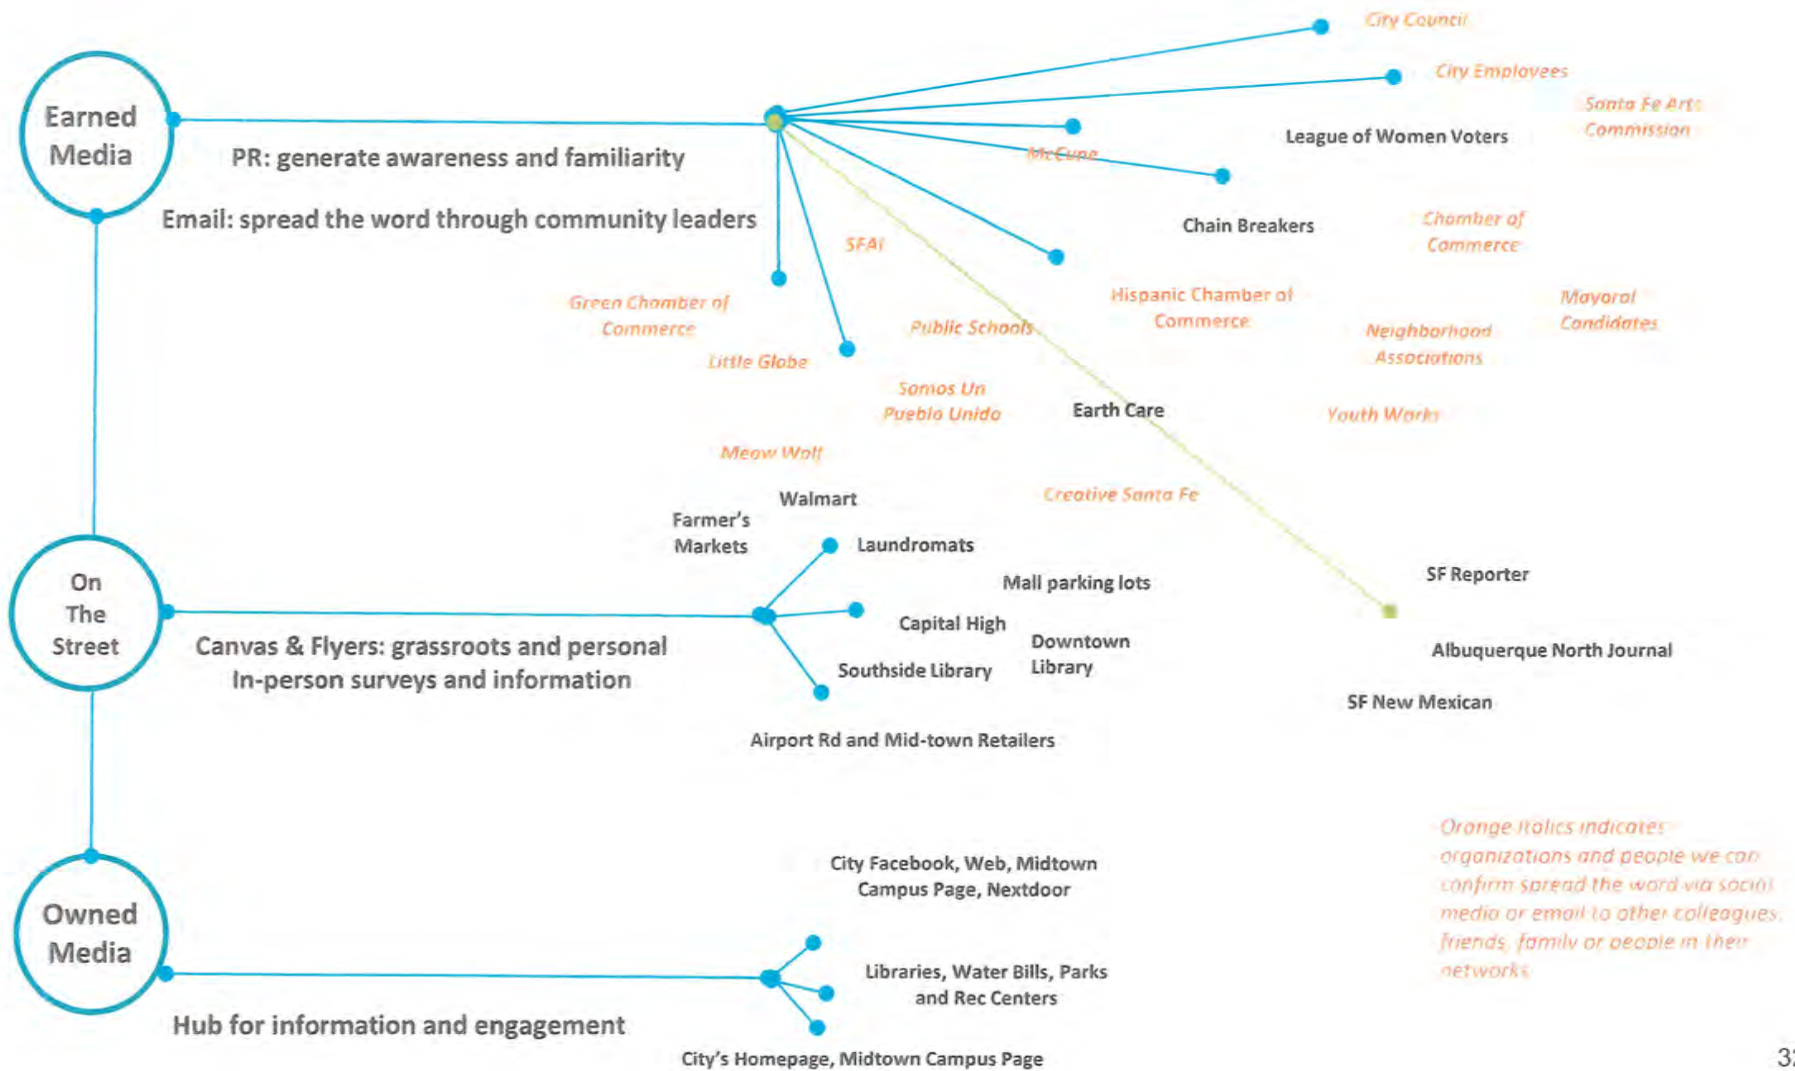 City Council
City Employees
Santa Fe Arts
Commission
Earned
Media
PR: generate awareness and familiarity
Email: spread the word through community leaders
League of Women Voters
McCune
Chain Breakers
Chamber of
Commerce
SFAI
Green Chamber of
Commerce
Public Schools
Hispanic Chamber of
Commerce
Mayoral
Candidates
Neighborhood
Associations
Little Globe
Somos Un
Pueblo Unido
Earth Care
Youth Works
Meow Wolf
Creative Santa Fe
Walmart
Farmer's
Markets
Laundromats
Mall parking lots
On
The
Street
Canvas & Flyers: grassroots and personal
In-person surveys and information
Capital High
Downtown
Library
Southside Library
Airport Rd and Mid-town Retailers
SF Reporter
Albuquerque North Journal
SF New Mexican
Orange Italics indicates
organizations and people we can
confirm spread the word via social
media or email to other colleagues,
friends, family or people in their
networks
Owned
Media
City Facebook, Web, Midtown
Campus Page, Nextdoor
Libraries, Water Bills, Parks
and Rec Centers
Hub for information and engagement
City's Homepage, Midtown Campus Page
32